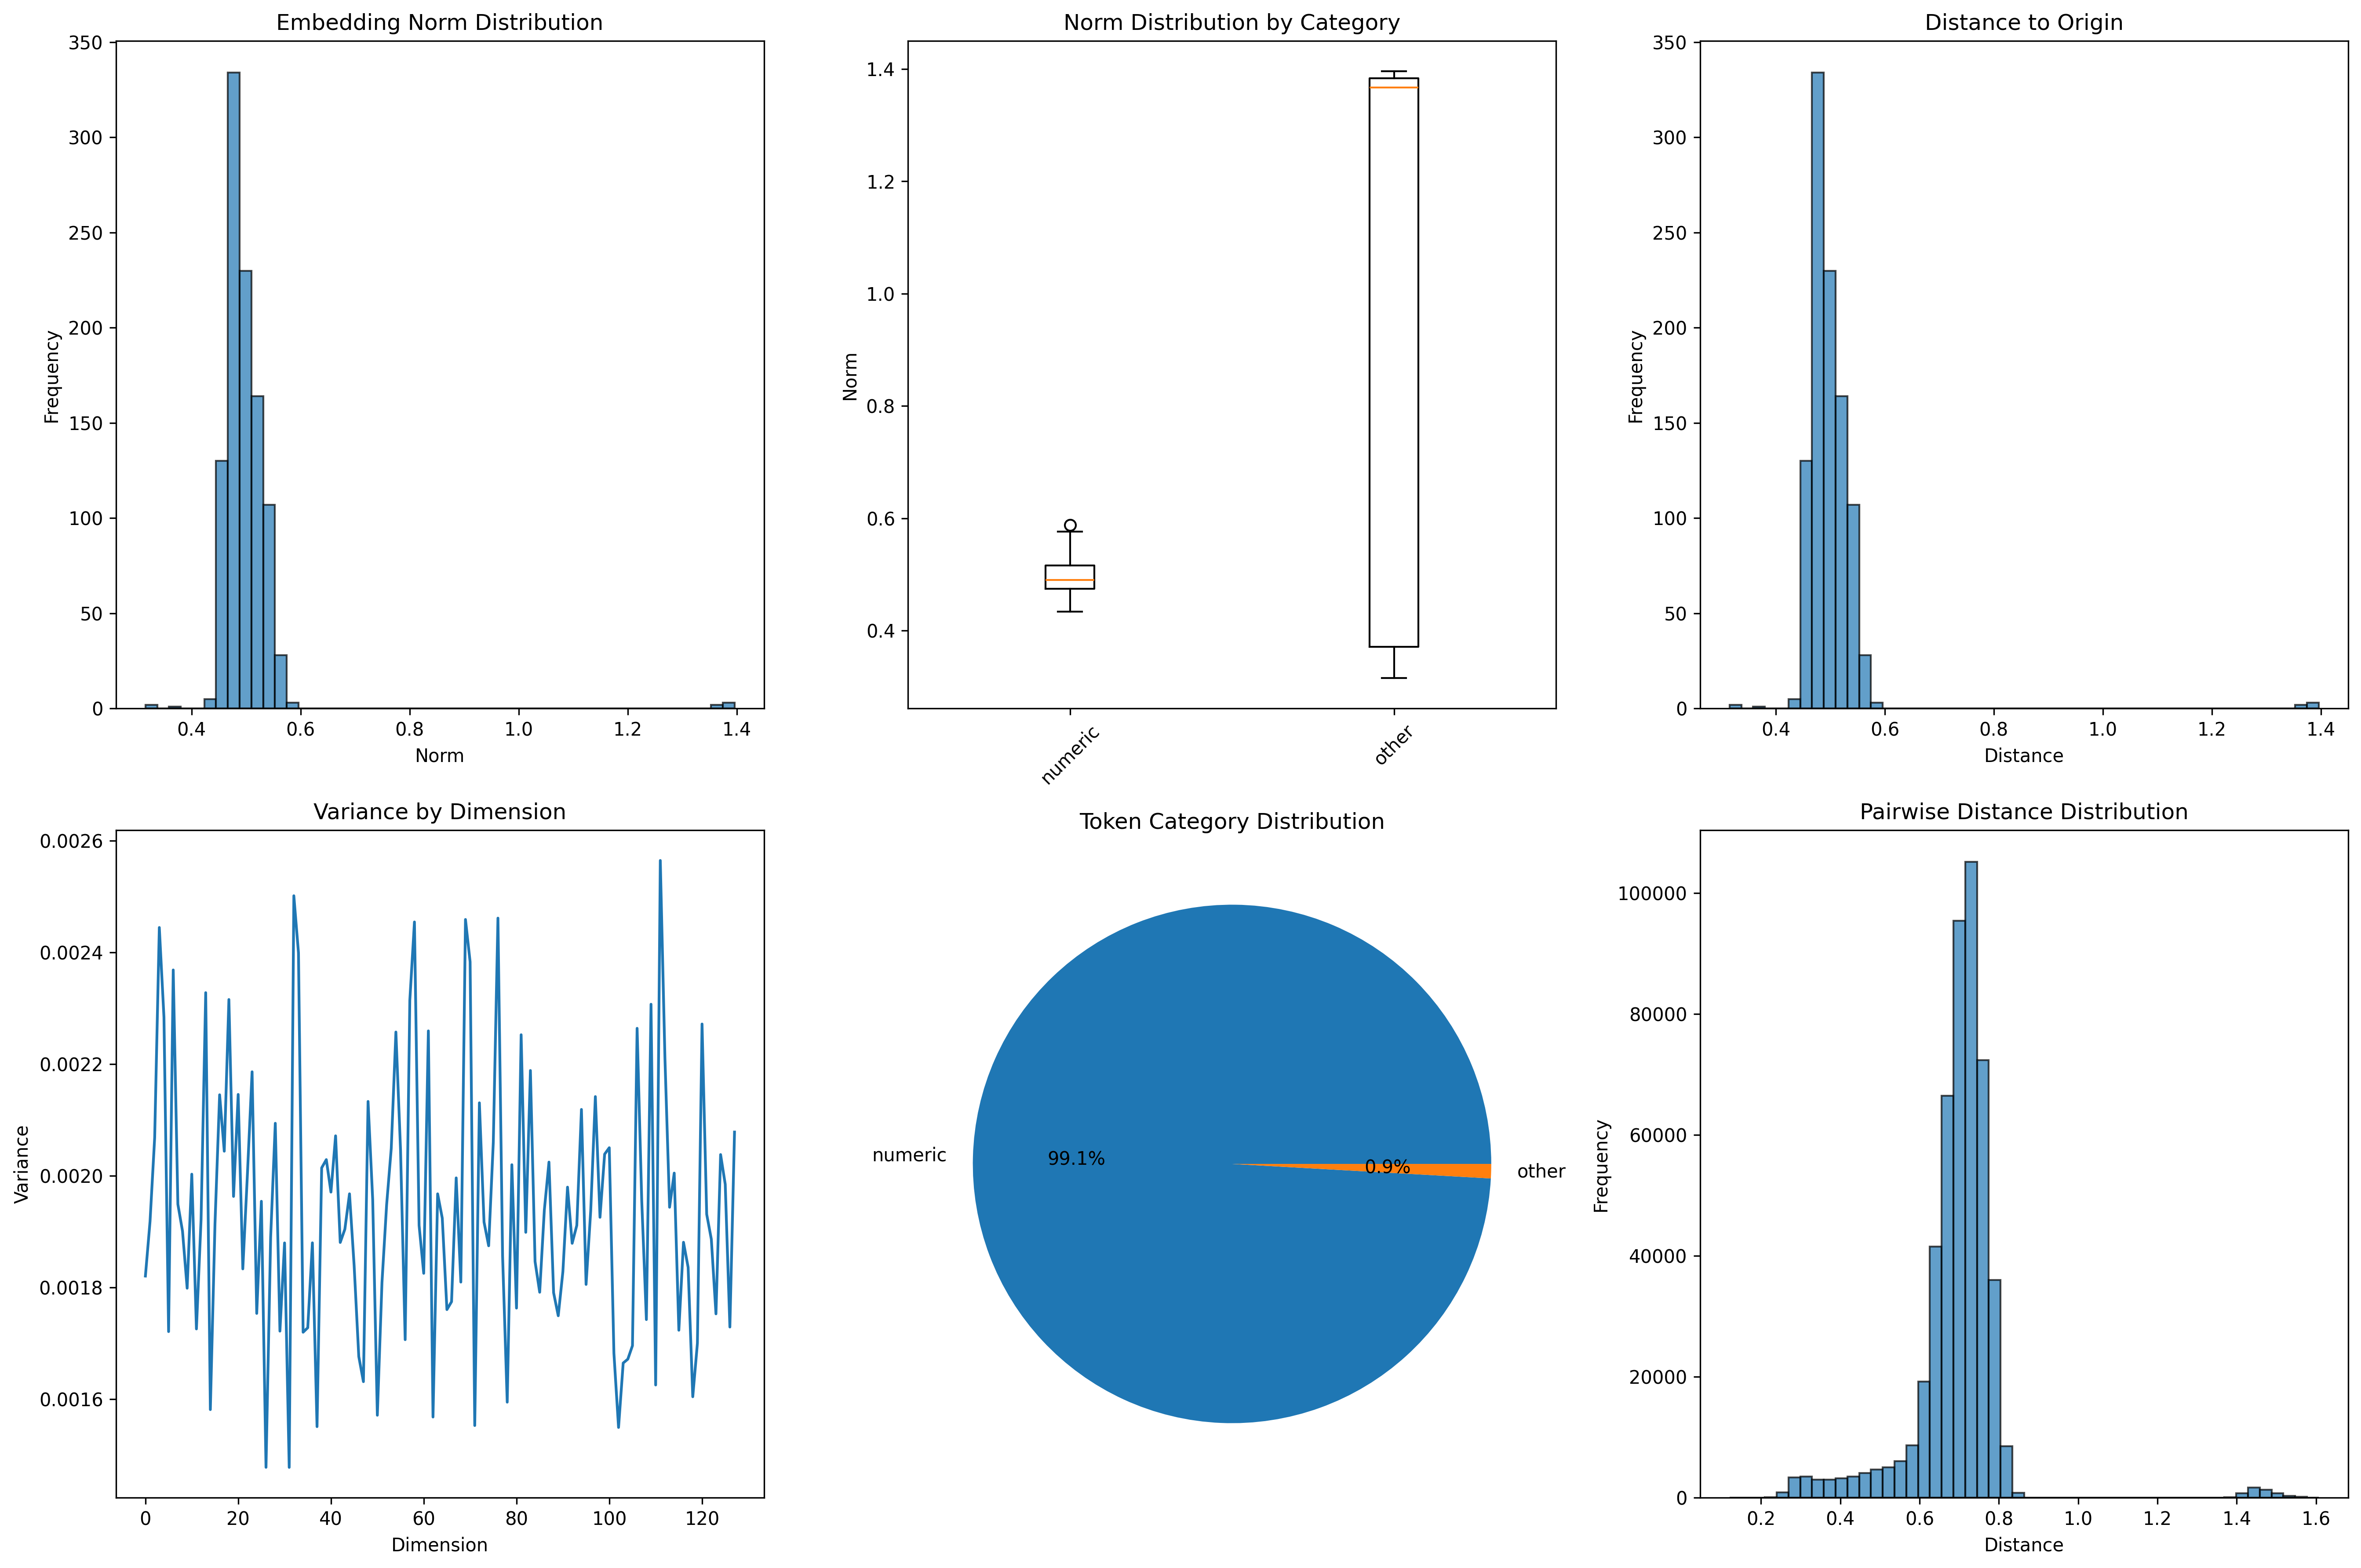 Embedding Norm Distribution
350
300
250
200
150
100
50
0
Frequency
0.4 0.6 0.8 1.0 1.2 1.4
Norm
Norm Distribution by Category
1.4
1.2
1.0
0.8
0.6
0.4
Norm
numeric other
Distance to Origin
350
300
250
200
150
100
50
0
Frequency
0.4 0.6 0.8 1.0 1.2 1.4
Distance
Variance by Dimension
0.0026
0.0024
0.0022
0.0020
0.0018
0.0016
Variance
0 20 40 60 80 100 120
Dimension
Token Category Distribution
numeric 99.1% 0.9% other
Pairwise Distance Distribution
100000
80000
60000
40000
20000
0
Frequency
0.2 0.4 0.6 0.8 1.0 1.2 1.4 1.6
Distance